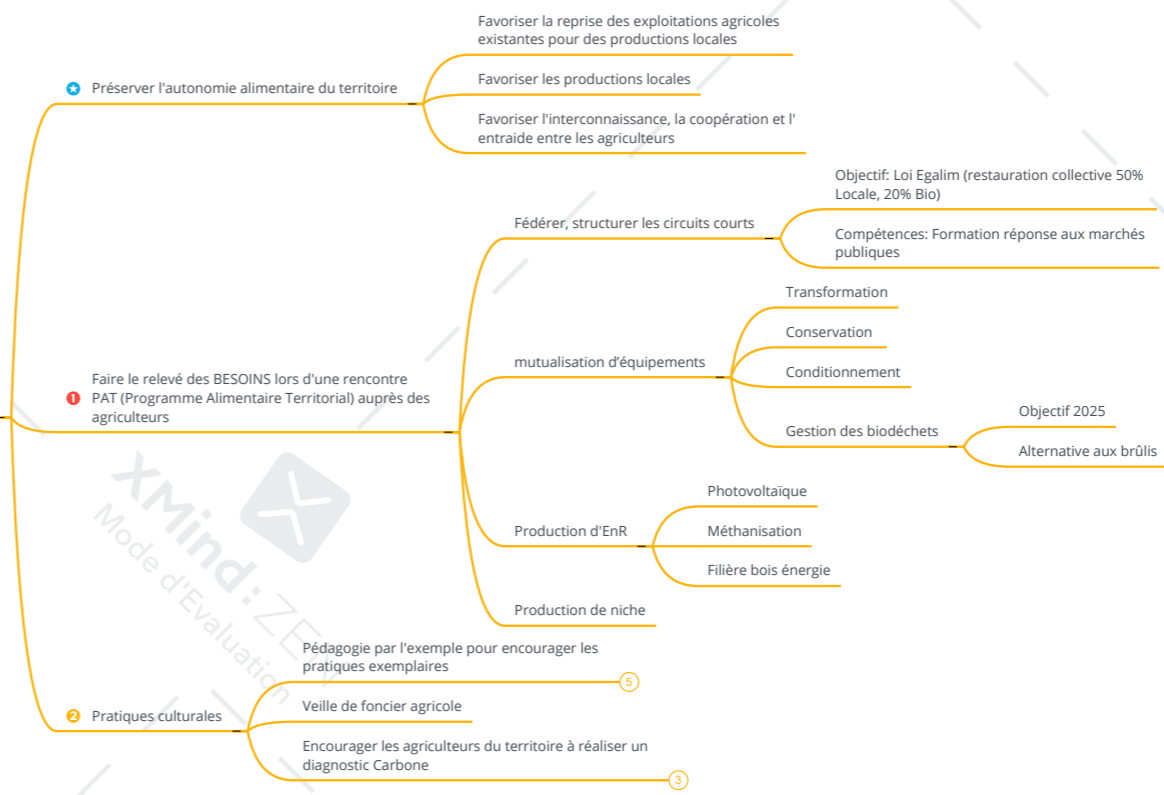 Favoriser la reprise des exploitations agricoles
existantes pour des productions locales
Préserver l'autonomie alimentaire du territoire
Favoriser les productions locales
Favoriser l'interconnaissance, la coopération et l'
entraide entre les agriculteurs
Objectif: Loi Egalim (restauration collective 50%
Locale, 20% Bio)
Fédérer, structurer les circuits courts
Compétences: Formation réponse aux marchés
publiques
Transformation
Conservation
mutualisation d'équipements
Conditionnement
Faire le relevé des BESOINS lors d'une rencontre
1 PAT (Programme Alimentaire Territorial) auprès des
agriculteurs
Gestion des biodéchets
Objectif 2025
Alternative aux brûlis
Photovoltaïque
Production d'EnR
Méthanisation
Filière bois énergie
Production de niche
XMind: ZEN
Mode d'Evaluation
Pédagogie par l'exemple pour encourager les
pratiques exemplaires
5
2 Pratiques culturales
Veille de foncier agricole
Encourager les agriculteurs du territoire à réaliser un
diagnostic Carbone
3